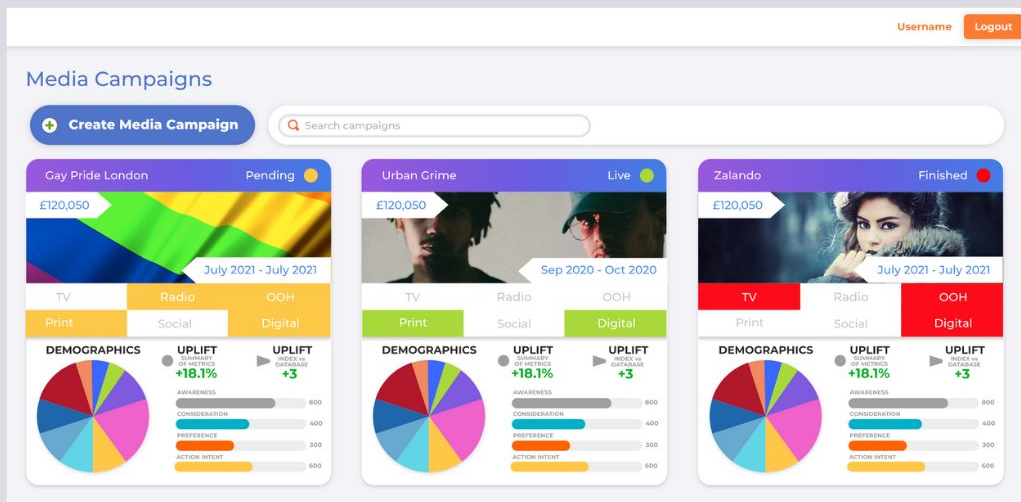 Username Logout
Media Campaigns
Create Media Campaign Search campaigns
Gay Pride London Pending
£120,050
July 2021 - July 2021
TV Radio OOH
Print Social Digital
DEMOGRAPHICS UPLIFT UPLIFT
SUMMARY INDEX vs
OF METRICS DATABASE
+18.1% +3
AWARENESS
800
CONSIDERATION
400
PREFERENCE
300
ACTION INTENT
600
Urban Grime Live
£120,050
Sep 2020 - Oct 2020
TV Radio OOH
Print Social Digital
DEMOGRAPHICS UPLIFT UPLIFT
SUMMARY INDEX vs
OF METRICS DATABASE
+18.1% +3
AWARENESS
800
CONSIDERATION
400
PREFERENCE
300
ACTION INTENT
600
Zalando Finished
£120,050
July 2021 - July 2021
TV Radio OOH
Print Social Digital
DEMOGRAPHICS UPLIFT UPLIFT
SUMMARY INDEX vs
OF METRICS DATABASE
+18.1% +3
AWARENESS
800
CONSIDERATION
400
PREFERENCE
300
ACTION INTENT
600